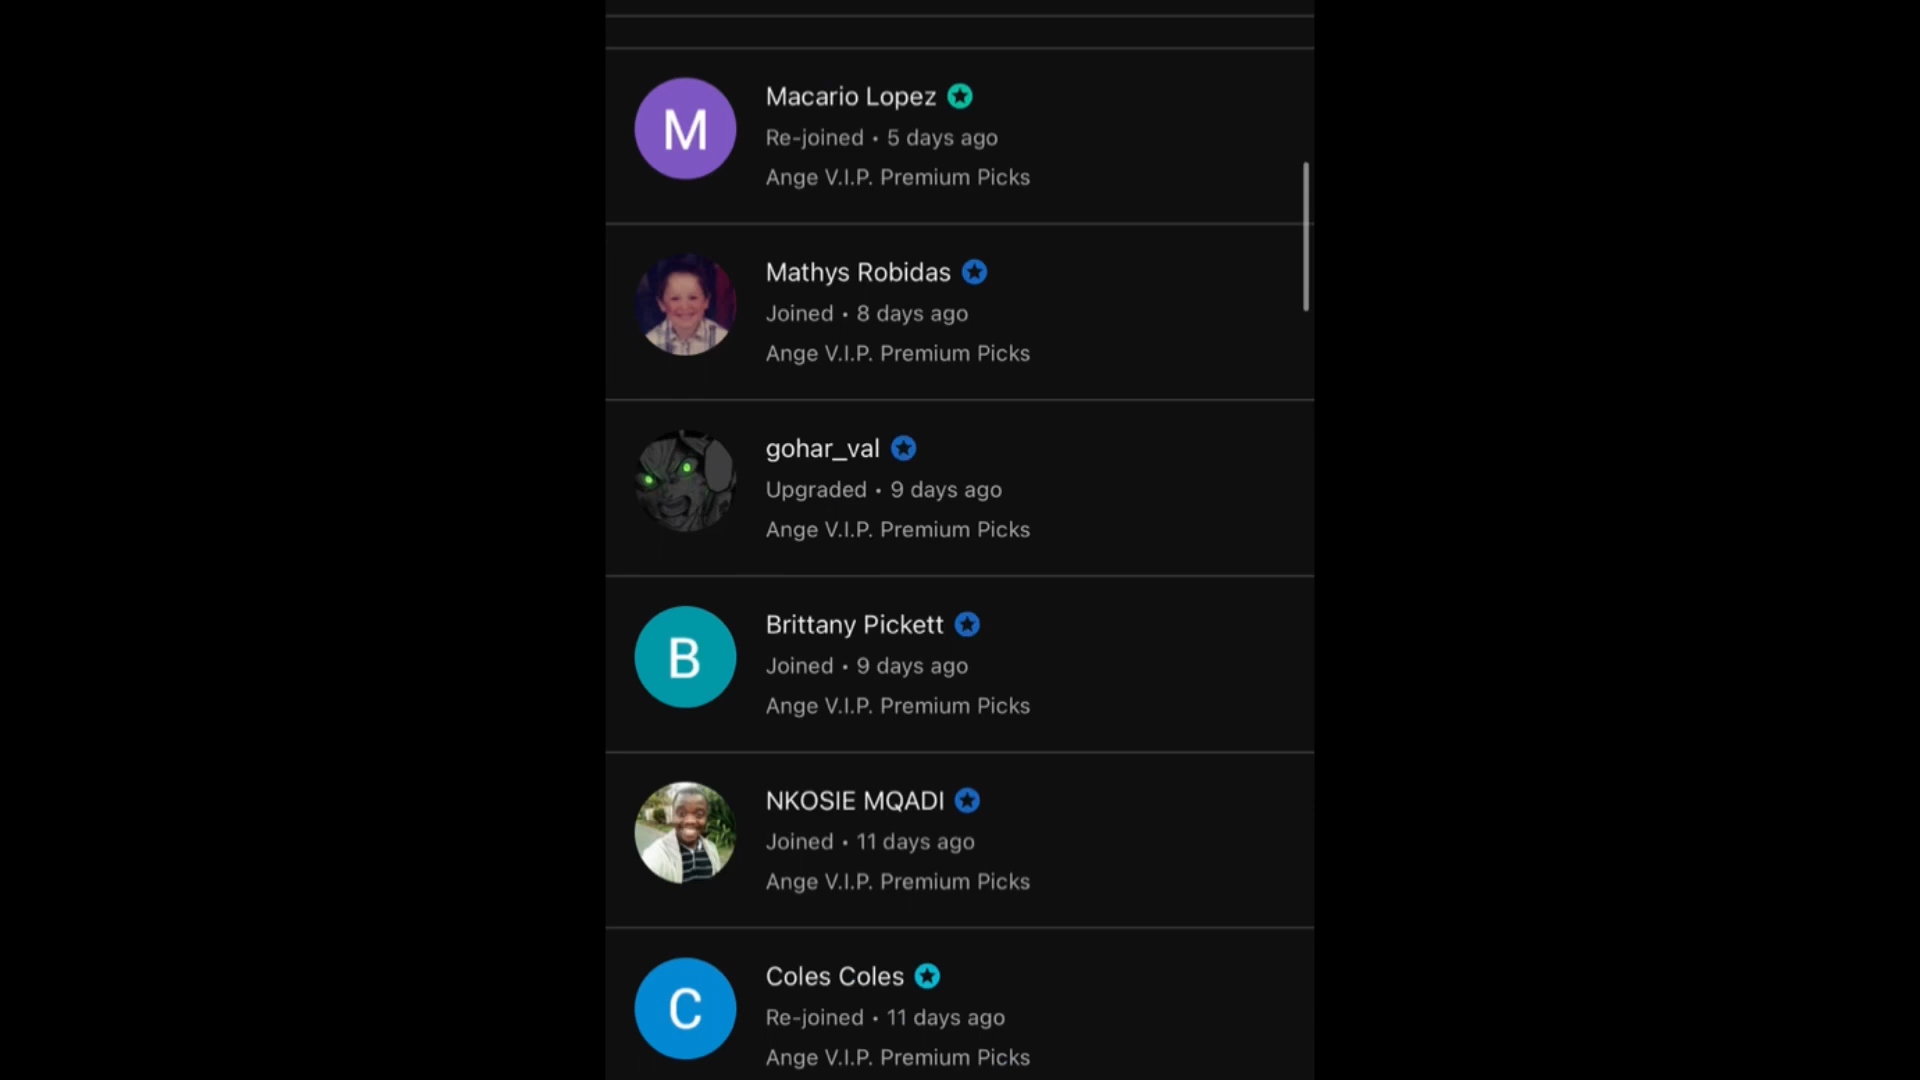 M
Macario Lopez
Re-joined • 5 days ago
Ange V.I.P. Premium Picks
Mathys Robidas
Joined • 8 days ago
Ange V.I.P. Premium Picks
gohar_val
Upgraded • 9 days ago
Ange V.I.P. Premium Picks
B
Brittany Pickett
Joined • 9 days ago
Ange V.I.P. Premium Picks
NKOSIE MQADI
Joined • 11 days ago
Ange V.I.P. Premium Picks
C
Coles Coles
Re-joined • 11 days ago
Ange V.I.P. Premium Picks